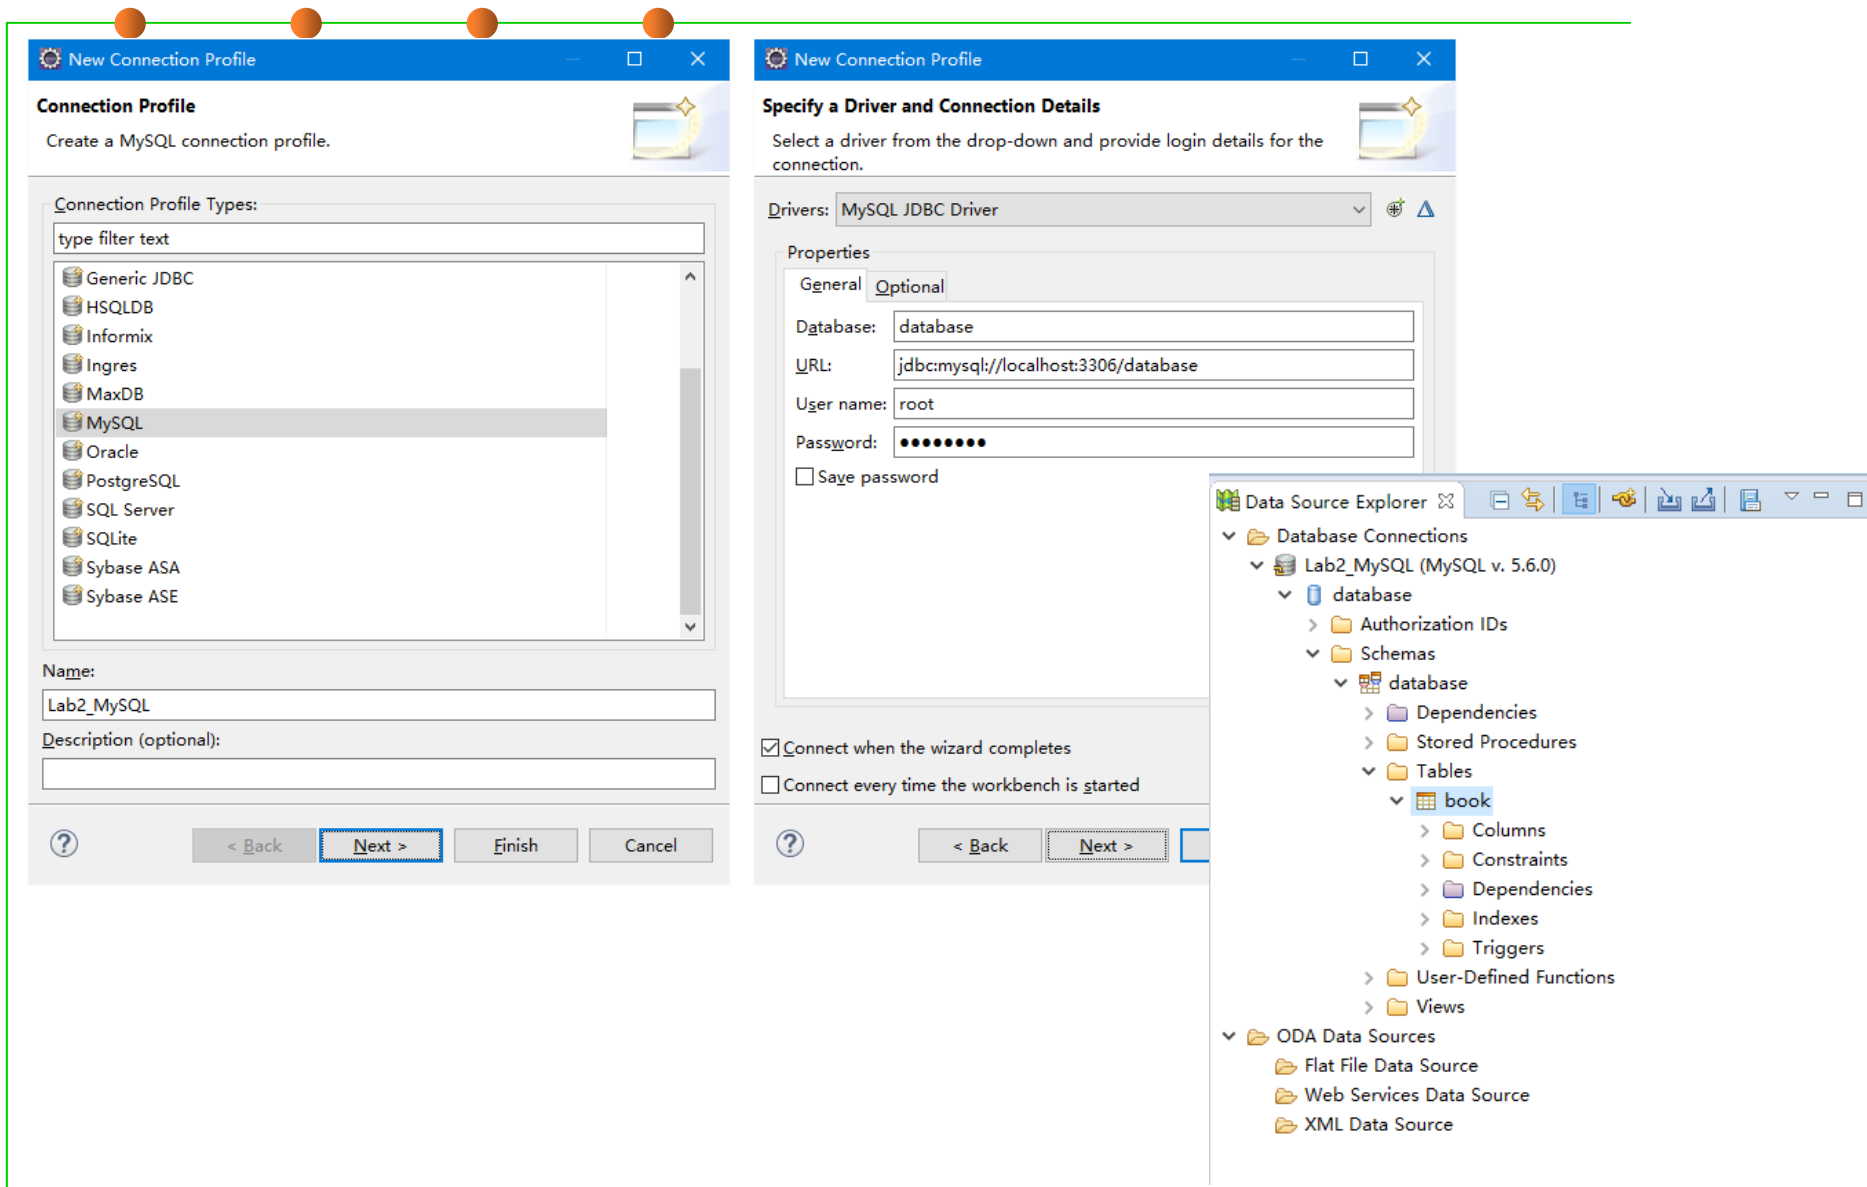 New Connection Profile
Connection Profile
Create a MySQL connection profile.
Connection Profile Types:
type filter text
Generic JDBC
HSQLDB
Informix
Ingres
MaxDB
MySQL
Oracle
PostgreSQL
SQL Server
SQLite
Sybase ASA
Sybase ASE
Name:
Lab2_MySQL
Description (optional):
?
< Back
Next >
Finish
Cancel
New Connection Profile
Specify a Driver and Connection Details
Select a driver from the drop-down and provide login details for the
connection.
Drivers: MySQL JDBC Driver
Properties
General Optional
Database: database
URL: jdbc:mysql://localhost:3306/database
User name: root
Password: ●●●●●●●●
Save password
Connect when the wizard completes
Connect every time the workbench is started
?
< Back
Next >
Data Source Explorer
Database Connections
Lab2_MySQL (MySQL v. 5.6.0)
database
Authorization IDs
Schemas
database
Dependencies
Stored Procedures
Tables
book
Columns
Constraints
Dependencies
Indexes
Triggers
User-Defined Functions
Views
ODA Data Sources
Flat File Data Source
Web Services Data Source
XML Data Source